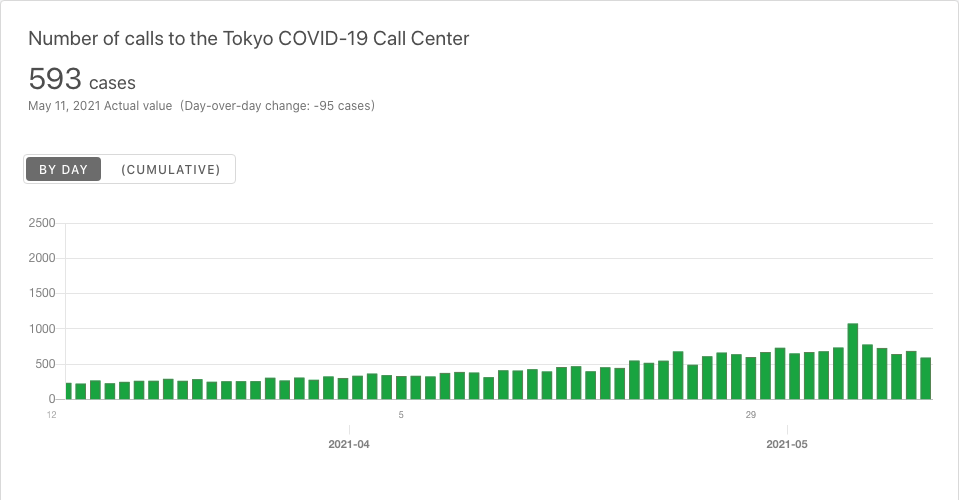 Number of calls to the Tokyo COVID-19 Call Center
593 cases
May 11, 2021 Actual value (Day-over-day change: -95 cases)
BY DAY (CUMULATIVE)
2500
2000
1500
1000
500
0
12 5 29
2021-04 2021-05